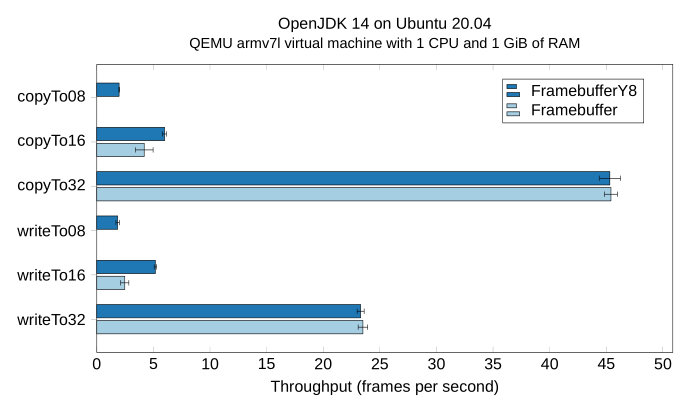 OpenJDK 14 on Ubuntu 20.04
QEMU armv7l virtual machine with 1 CPU and 1 GiB of RAM
FramebufferY8
Framebuffer
copyTo08
copyTo16
copyTo32
writeTo08
writeTo16
writeTo32
0 5 10 15 20 25 30 35 40 45 50
Throughput (frames per second)